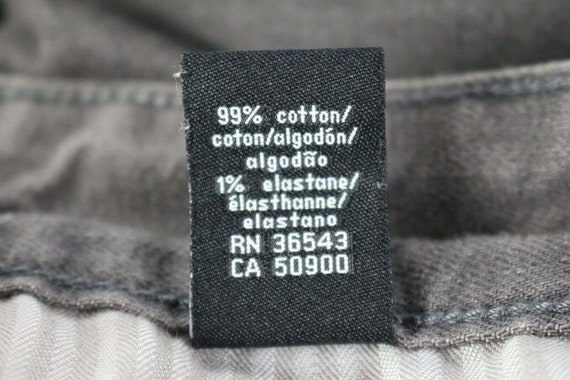 99% cotton/
coton/algodón/
algodão
1% elastane/
élasthanne/
elastano
RN 36543
CA 50900